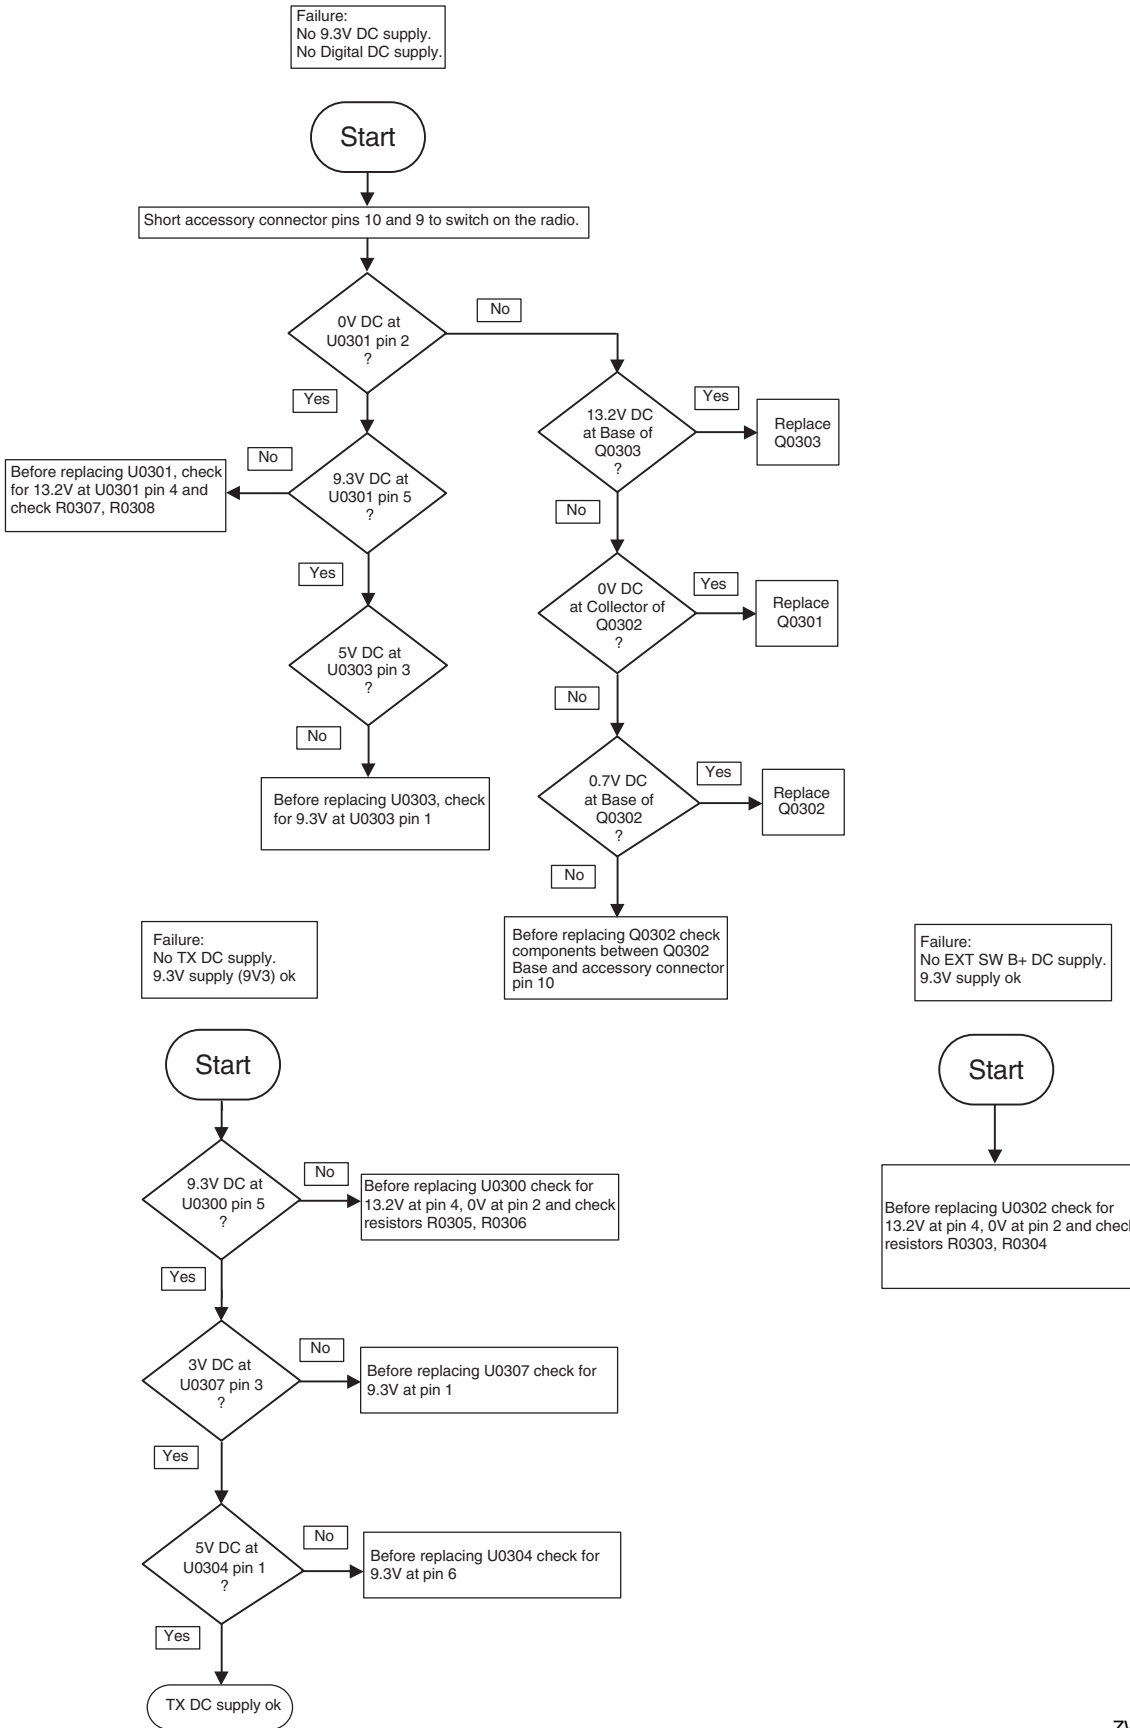 Failure:
No 9.3V DC supply.
No Digital DC supply.
Start
Short accessory connector pins 10 and 9 to switch on the radio.
0V DC at
U0301 pin 2
?
No
Yes
13.2V DC
at Base of
Q0303
?
Yes
Replace
Q0303
9.3V DC at
U0301 pin 5
?
No
Before replacing U0301, check
for 13.2V at U0301 pin 4 and
check R0307, R0308
No
Yes
0V DC
at Collector of
Q0302
?
Yes
Replace
Q0301
5V DC at
U0303 pin 3
?
No
No
0.7V DC
at Base of
Q0302
?
Yes
Replace
Q0302
Before replacing U0303, check
for 9.3V at U0303 pin 1
No
Before replacing Q0302 check
components between Q0302
Base and accessory connector
pin 10
Failure:
No TX DC supply.
9.3V supply (9V3) ok
Start
9.3V DC at
U0300 pin 5
?
No
Before replacing U0300 check for
13.2V at pin 4, 0V at pin 2 and check
resistors R0305, R0306
Yes
3V DC at
U0307 pin 3
?
No
Before replacing U0307 check for
9.3V at pin 1
Yes
5V DC at
U0304 pin 1
?
No
Before replacing U0304 check for
9.3V at pin 6
Yes
TX DC supply ok
Failure:
No EXT SW B+ DC supply.
9.3V supply ok
Start
Before replacing U0302 check for
13.2V at pin 4, 0V at pin 2 and check
resistors R0303, R0304